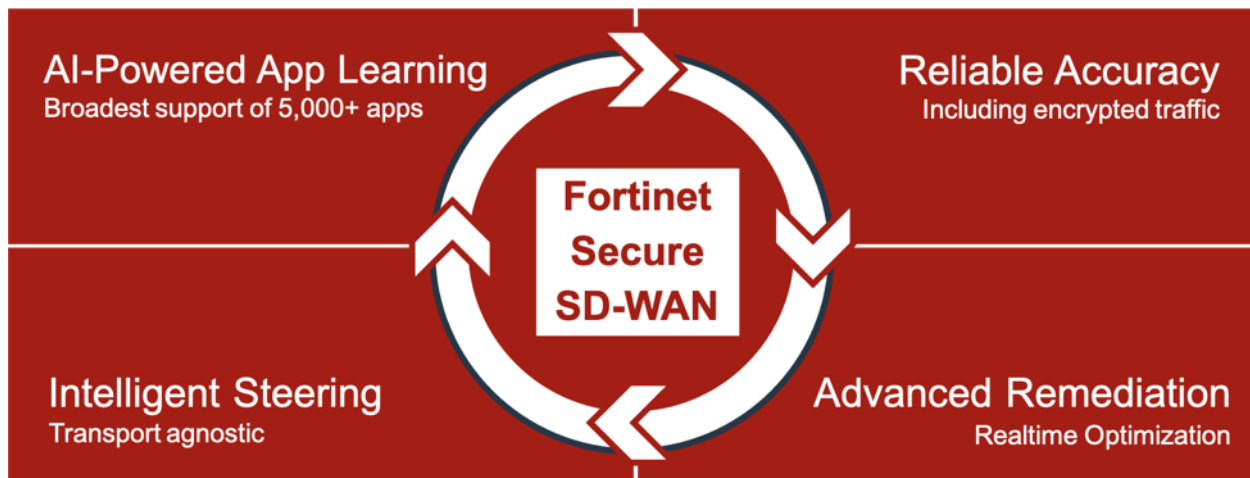 AI-Powered App Learning
Broadest support of 5,000+ apps
Reliable Accuracy
Including encrypted traffic
Fortinet
Secure
SD-WAN
Intelligent Steering
Transport agnostic
Advanced Remediation
Realtime Optimization